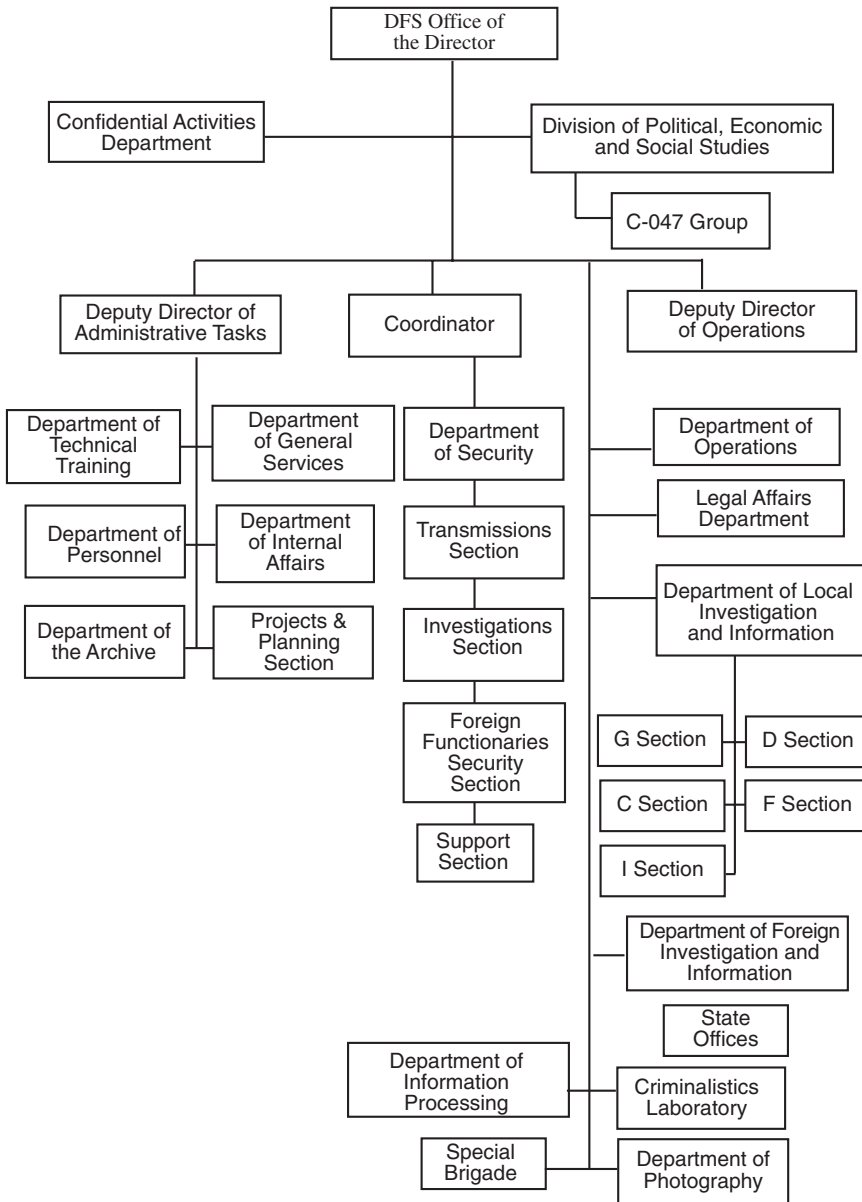 DFS Office of
the Director
Confidential Activities
Department
Division of Political, Economic
and Social Studies
C-047 Group
Deputy Director of
Administrative Tasks
Coordinator
Deputy Director
of Operations
Department of
Technical
Training
Department
of General
Services
Department
of Security
Department of
Operations
Legal Affairs
Department
Department of
Personnel
Department
of Internal
Affairs
Transmissions
Section
Department of Local
Investigation
and Information
Department of
the Archive
Projects &
Planning
Section
Investigations
Section
Foreign
Functionaries
Security
Section
G Section
D Section
C Section
F Section
Support
Section
I Section
Department of Foreign
Investigation and
Information
State
Offices
Department of
Information
Processing
Criminalistics
Laboratory
Special
Brigade
Department of
Photography